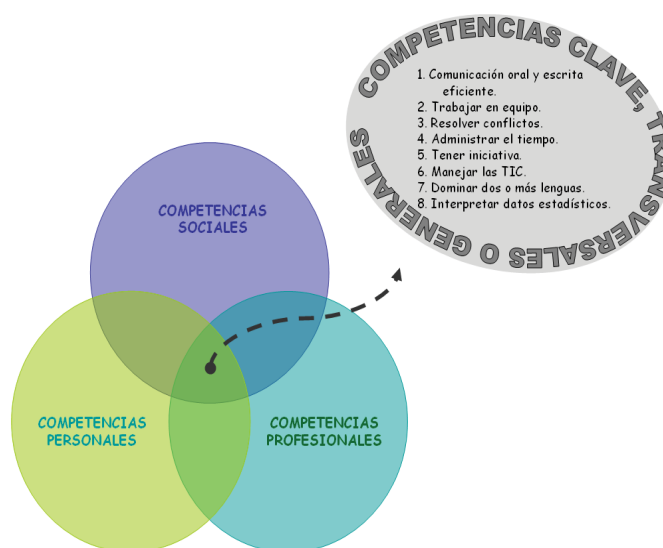 COMPETENCIAS CLAVE, TRANSVERSALES O GENERALES
1. Comunicación oral y escrita
eficiente.
2. Trabajar en equipo.
3. Resolver conflictos.
4. Administrar el tiempo.
5. Tener iniciativa.
6. Manejar las TIC.
7. Dominar dos o más lenguas.
8. Interpretar datos estadísticos.
COMPETENCIAS
SOCIALES
COMPETENCIAS
PERSONALES
COMPETENCIAS
PROFESIONALES